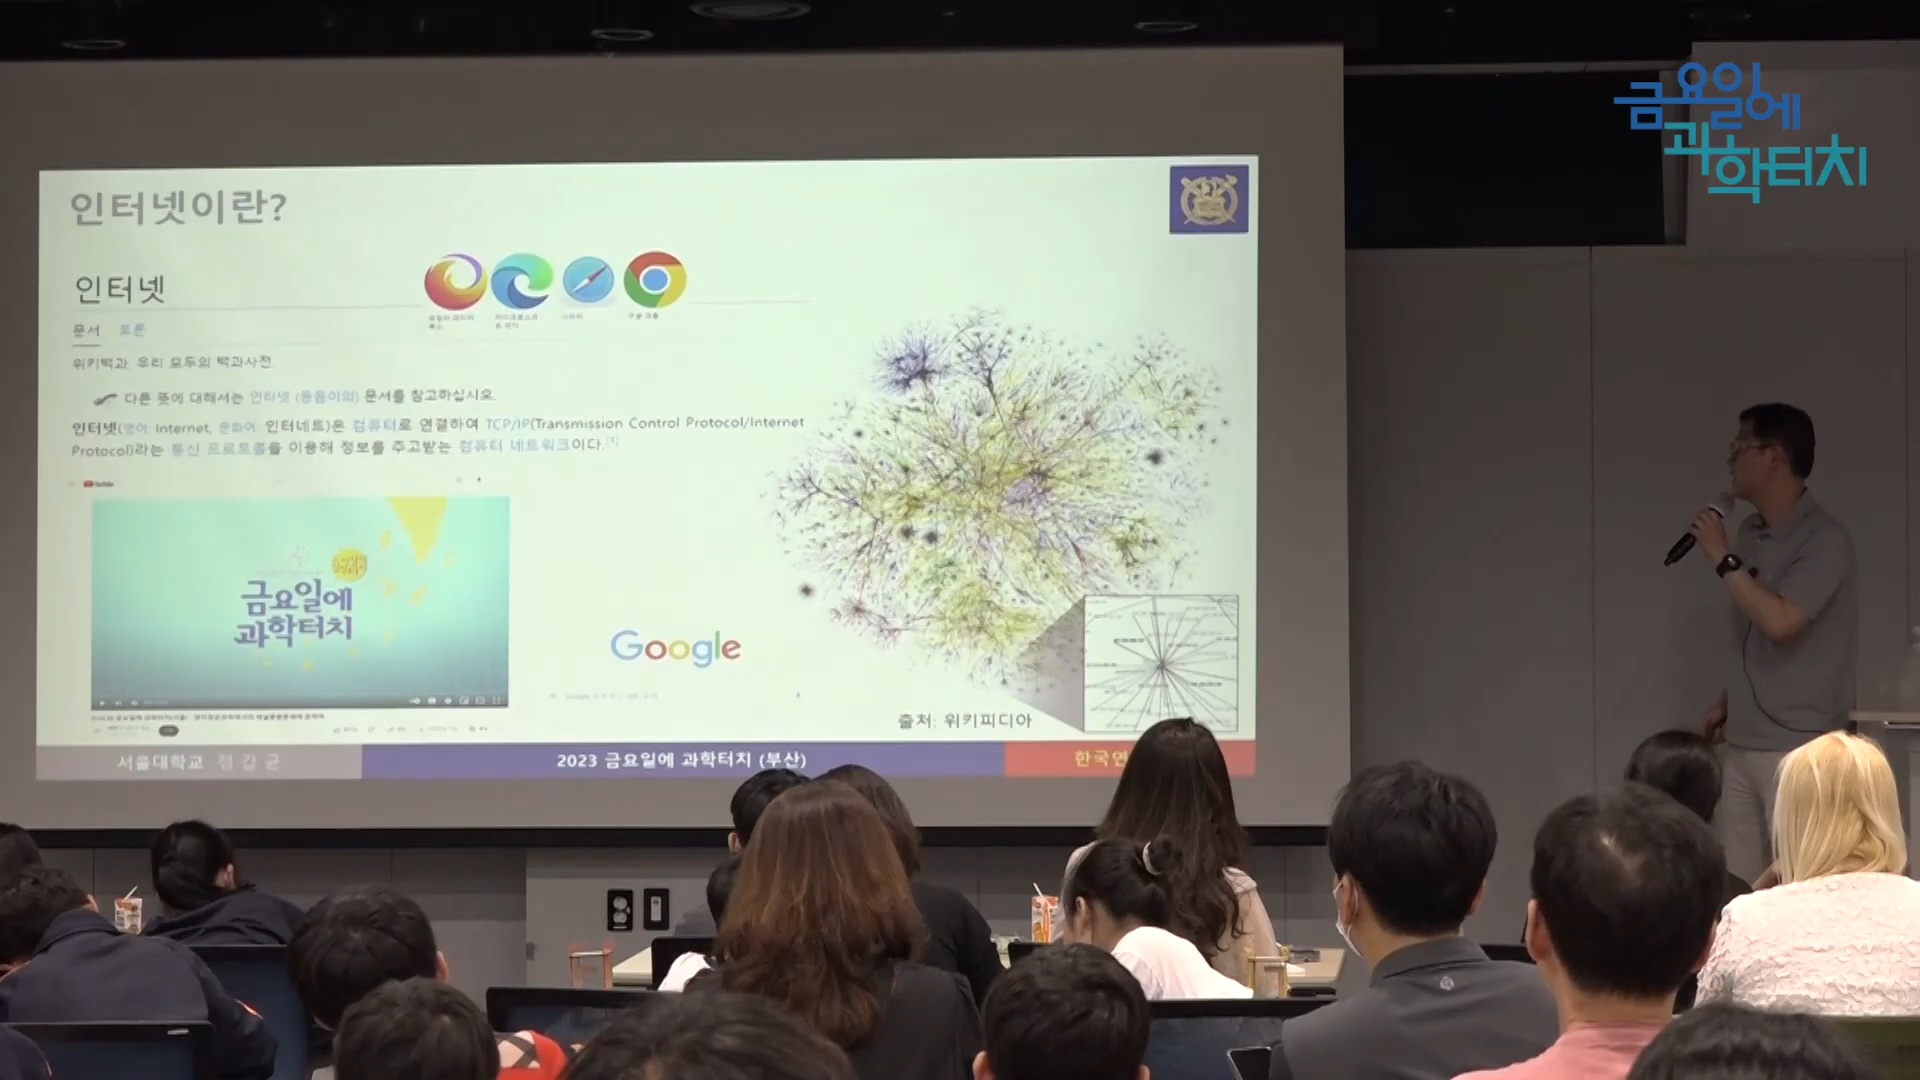 금요일에
과학터치
인터넷이란?
인터넷
문서 토론
위키백과, 우리 모두의 백과사전.
다른 뜻에 대해서는 인터넷 (동음이의) 문서를 참고하십시오.
인터넷(영어: Internet, 문화어: 인터네트)은 컴퓨터로 연결하여 TCP/IP(Transmission Control Protocol/Internet
Protocol)라는 통신 프로토콜을 이용해 정보를 주고받는 컴퓨터 네트워크이다.[1]
YouTube
금요일에
과학터치
Google
출처: 위키피디아
서울대학교 정갑균
2023 금요일에 과학터치 (부산)
한국연